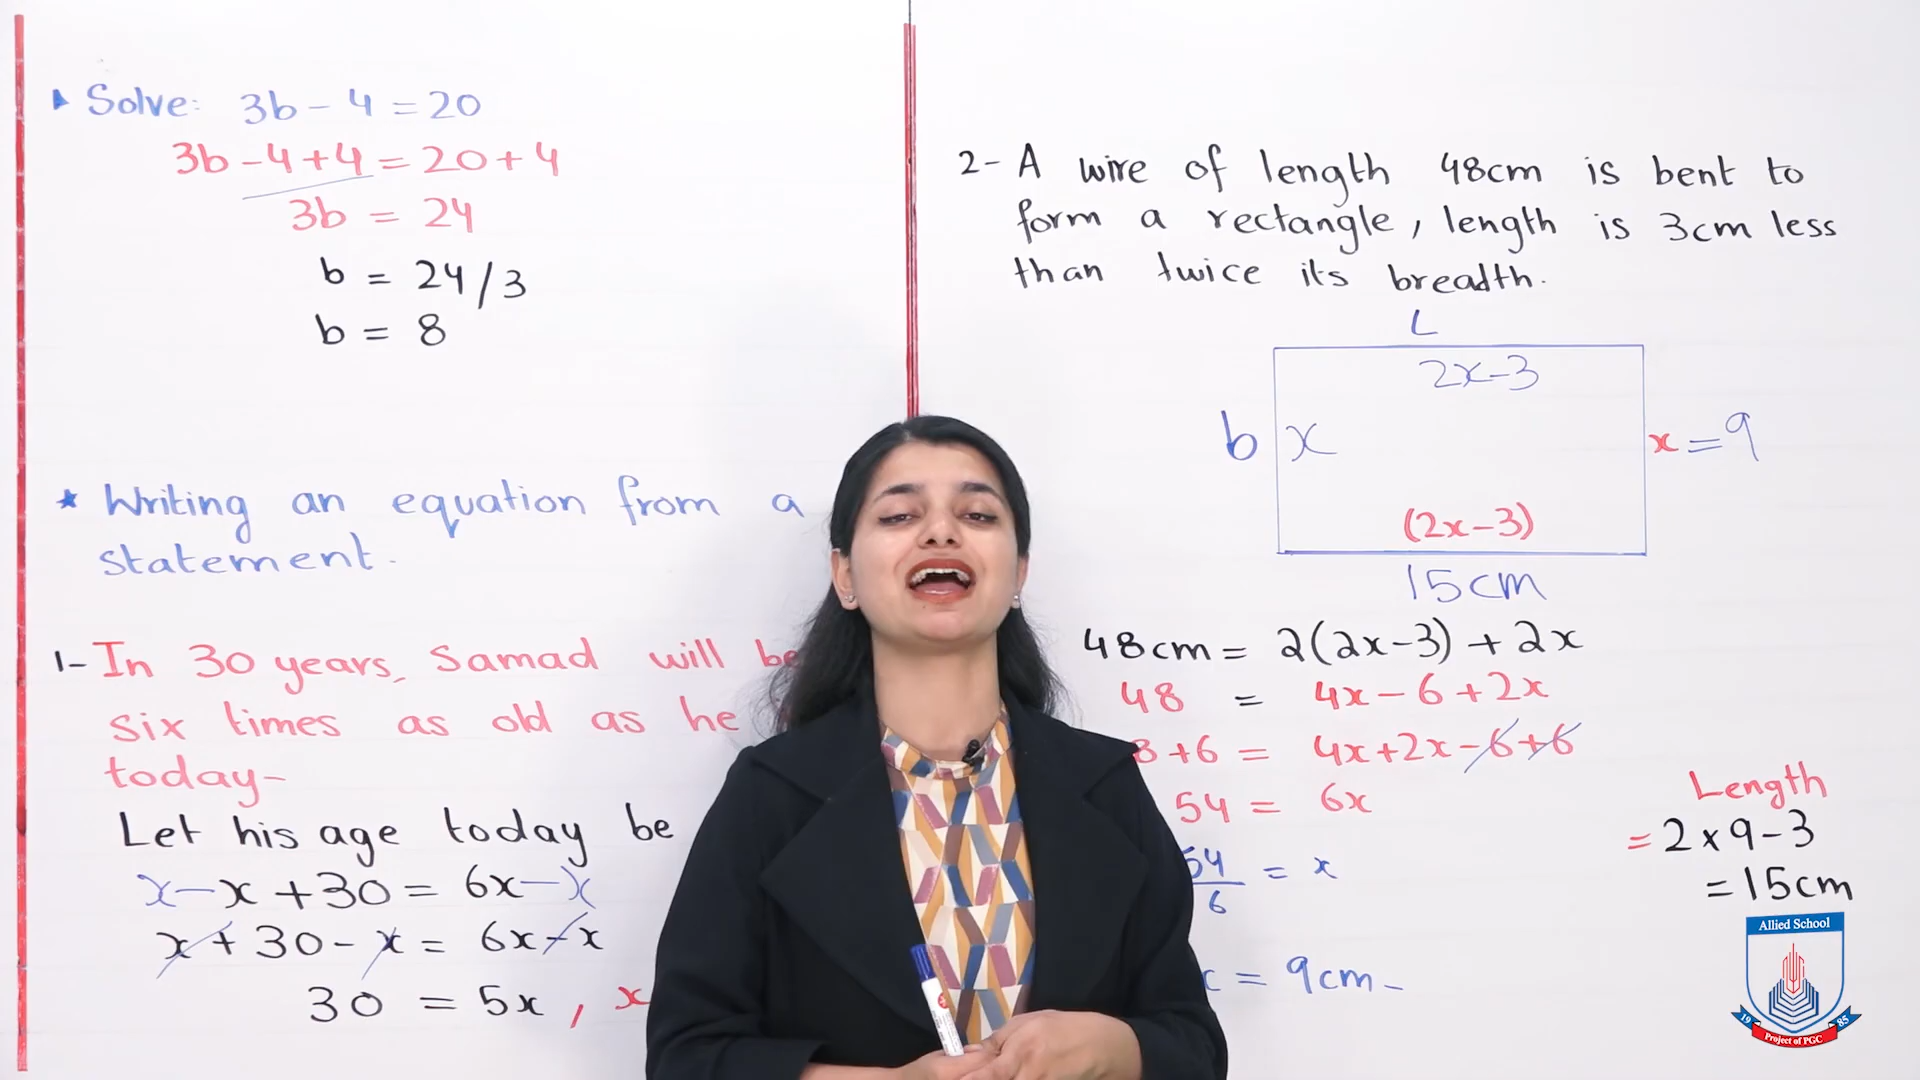 Solve: 3b - 4 = 20
3b - 4 + 4 = 20 + 4
3b = 24
b = 24/3
b = 8
* Writing an equation from a
statement.
1- In 30 years, Samad will be
six times as old as he
today-
Let his age today be
x - x + 30 = 6x - x
x + 30 - x = 6x - x
30 = 5x , x
2- A wire of length 48cm is bent to
form a rectangle, length is 3cm less
than twice its breadth.
L
2x-3
b x x = 9
(2x-3)
15cm
48cm = 2(2x-3) + 2x
48 = 4x - 6 + 2x
8+6 = 4x+2x-6+6
54 = 6x
54/6 = x
x = 9cm-
Length
= 2 x 9 - 3
= 15cm
Allied School
19 85
Project of PGC